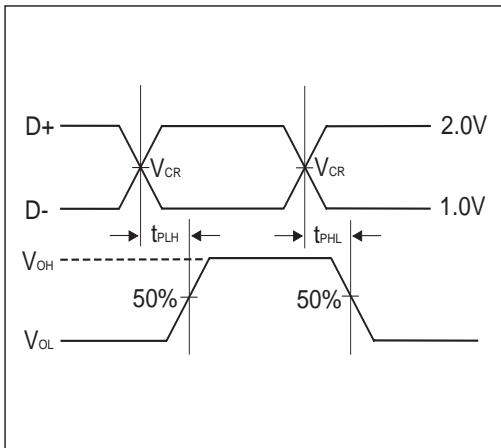 D+
2.0V
VCR
VCR
D-
1.0V
tPLH
tPHL
VOH
50%
50%
VOL